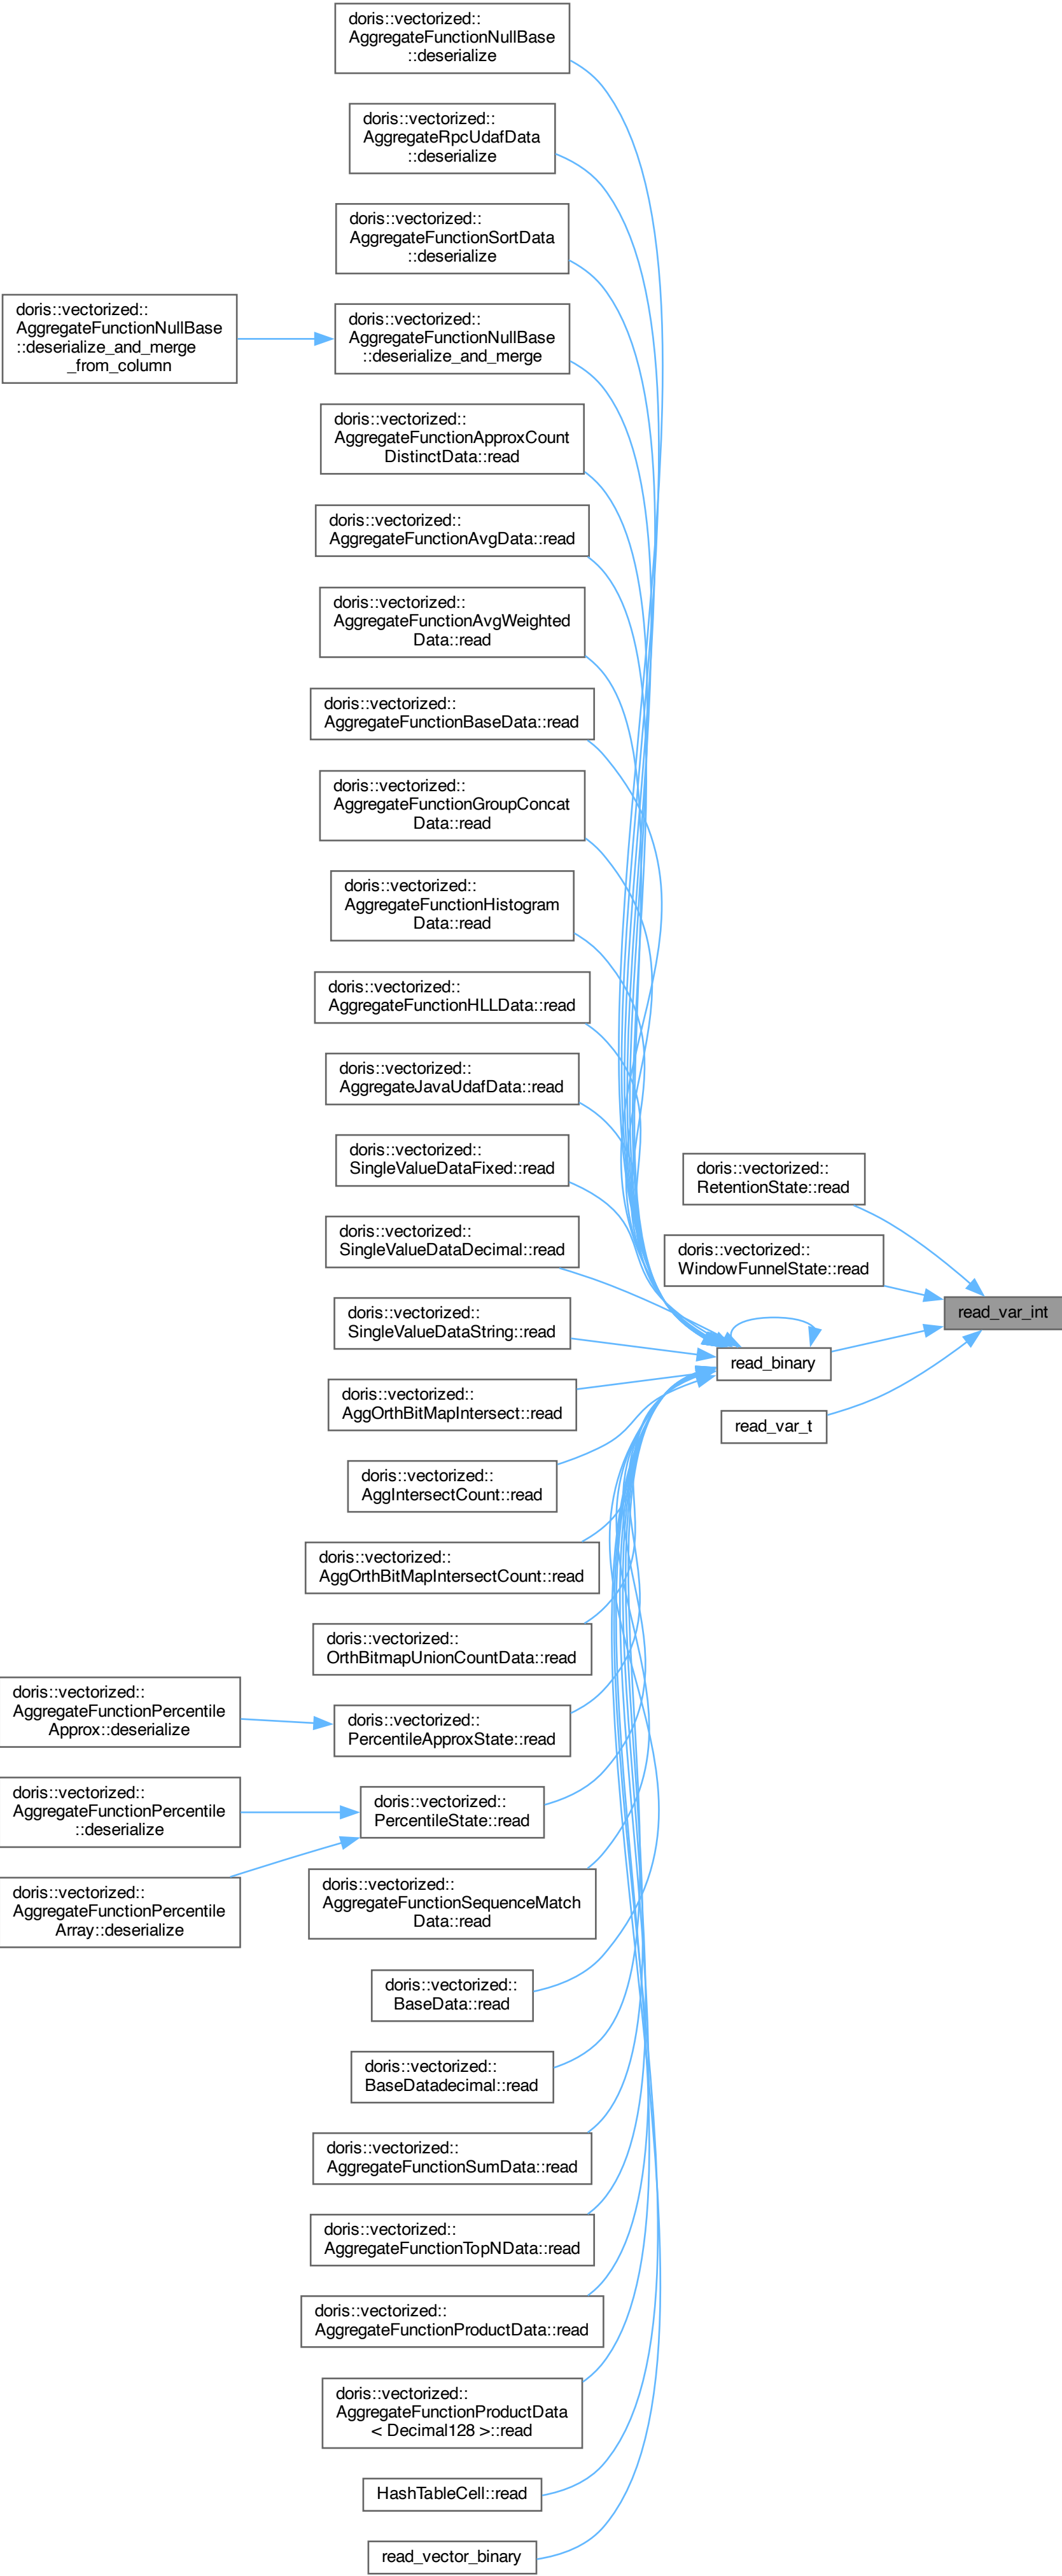 doris::vectorized::
AggregateFunctionNullBase
::deserialize
doris::vectorized::
AggregateRpcUdafData
::deserialize
doris::vectorized::
AggregateFunctionSortData
::deserialize
doris::vectorized::
AggregateFunctionNullBase
::deserialize_and_merge
_from_column
doris::vectorized::
AggregateFunctionNullBase
::deserialize_and_merge
doris::vectorized::
AggregateFunctionApproxCount
DistinctData::read
doris::vectorized::
AggregateFunctionAvgData::read
doris::vectorized::
AggregateFunctionAvgWeighted
Data::read
doris::vectorized::
AggregateFunctionBaseData::read
doris::vectorized::
AggregateFunctionGroupConcat
Data::read
doris::vectorized::
AggregateFunctionHistogram
Data::read
doris::vectorized::
AggregateFunctionHLLData::read
doris::vectorized::
AggregateJavaUdafData::read
doris::vectorized::
SingleValueDataFixed::read
doris::vectorized::
RetentionState::read
doris::vectorized::
SingleValueDataDecimal::read
doris::vectorized::
WindowFunnelState::read
read_var_int
doris::vectorized::
SingleValueDataString::read
read_binary
doris::vectorized::
AggOrthBitMapIntersect::read
read_var_t
doris::vectorized::
AggIntersectCount::read
doris::vectorized::
AggOrthBitMapIntersectCount::read
doris::vectorized::
OrthBitmapUnionCountData::read
doris::vectorized::
AggregateFunctionPercentile
Approx::deserialize
doris::vectorized::
PercentileApproxState::read
doris::vectorized::
AggregateFunctionPercentile
::deserialize
doris::vectorized::
PercentileState::read
doris::vectorized::
AggregateFunctionPercentile
Array::deserialize
doris::vectorized::
AggregateFunctionSequenceMatch
Data::read
doris::vectorized::
BaseData::read
doris::vectorized::
BaseDatadecimal::read
doris::vectorized::
AggregateFunctionSumData::read
doris::vectorized::
AggregateFunctionTopNData::read
doris::vectorized::
AggregateFunctionProductData::read
doris::vectorized::
AggregateFunctionProductData
< Decimal128 >::read
HashTableCell::read
read_vector_binary